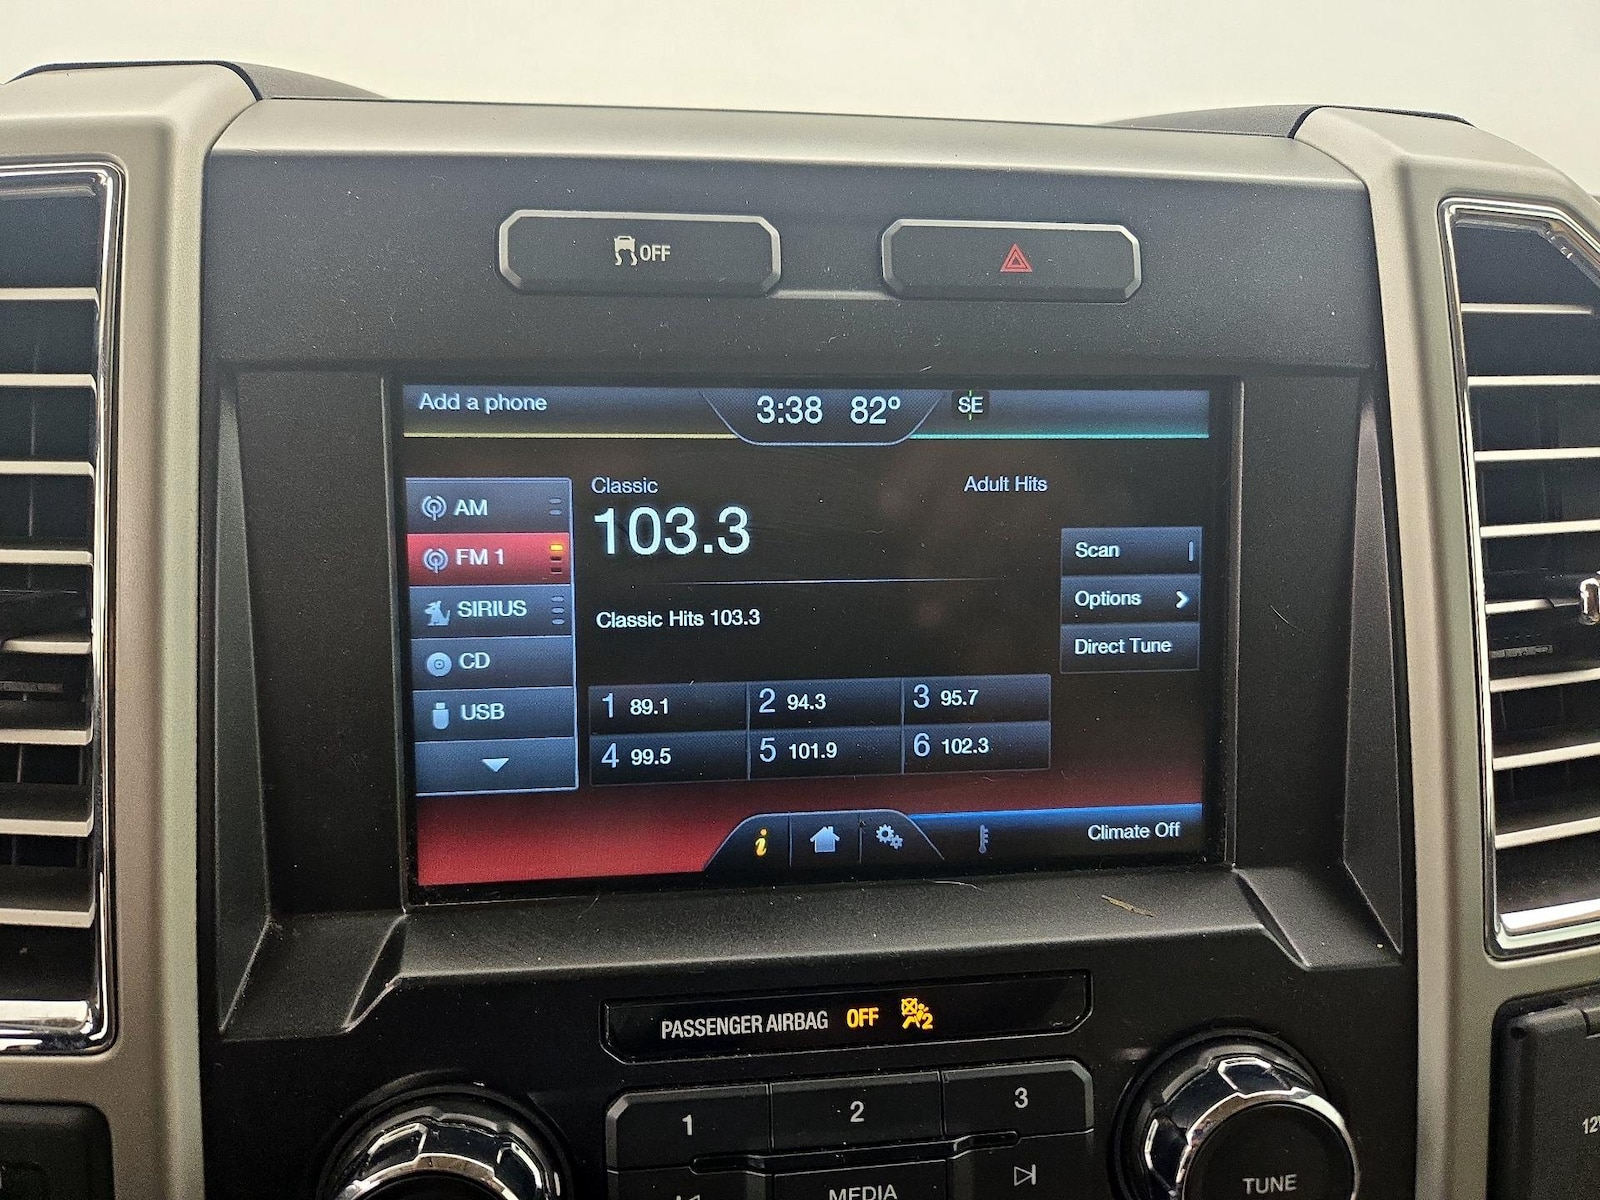 OFF
Add a phone 3:38 82° SE
AM
FM 1
SIRIUS
CD
USB
Classic Adult Hits
103.3
Classic Hits 103.3
Scan
Options
Direct Tune
1 89.1 2 94.3 3 95.7
4 99.5 5 101.9 6 102.3
i Climate Off
PASSENGER AIRBAG OFF 2
1 2 3
MEDIA
TUNE